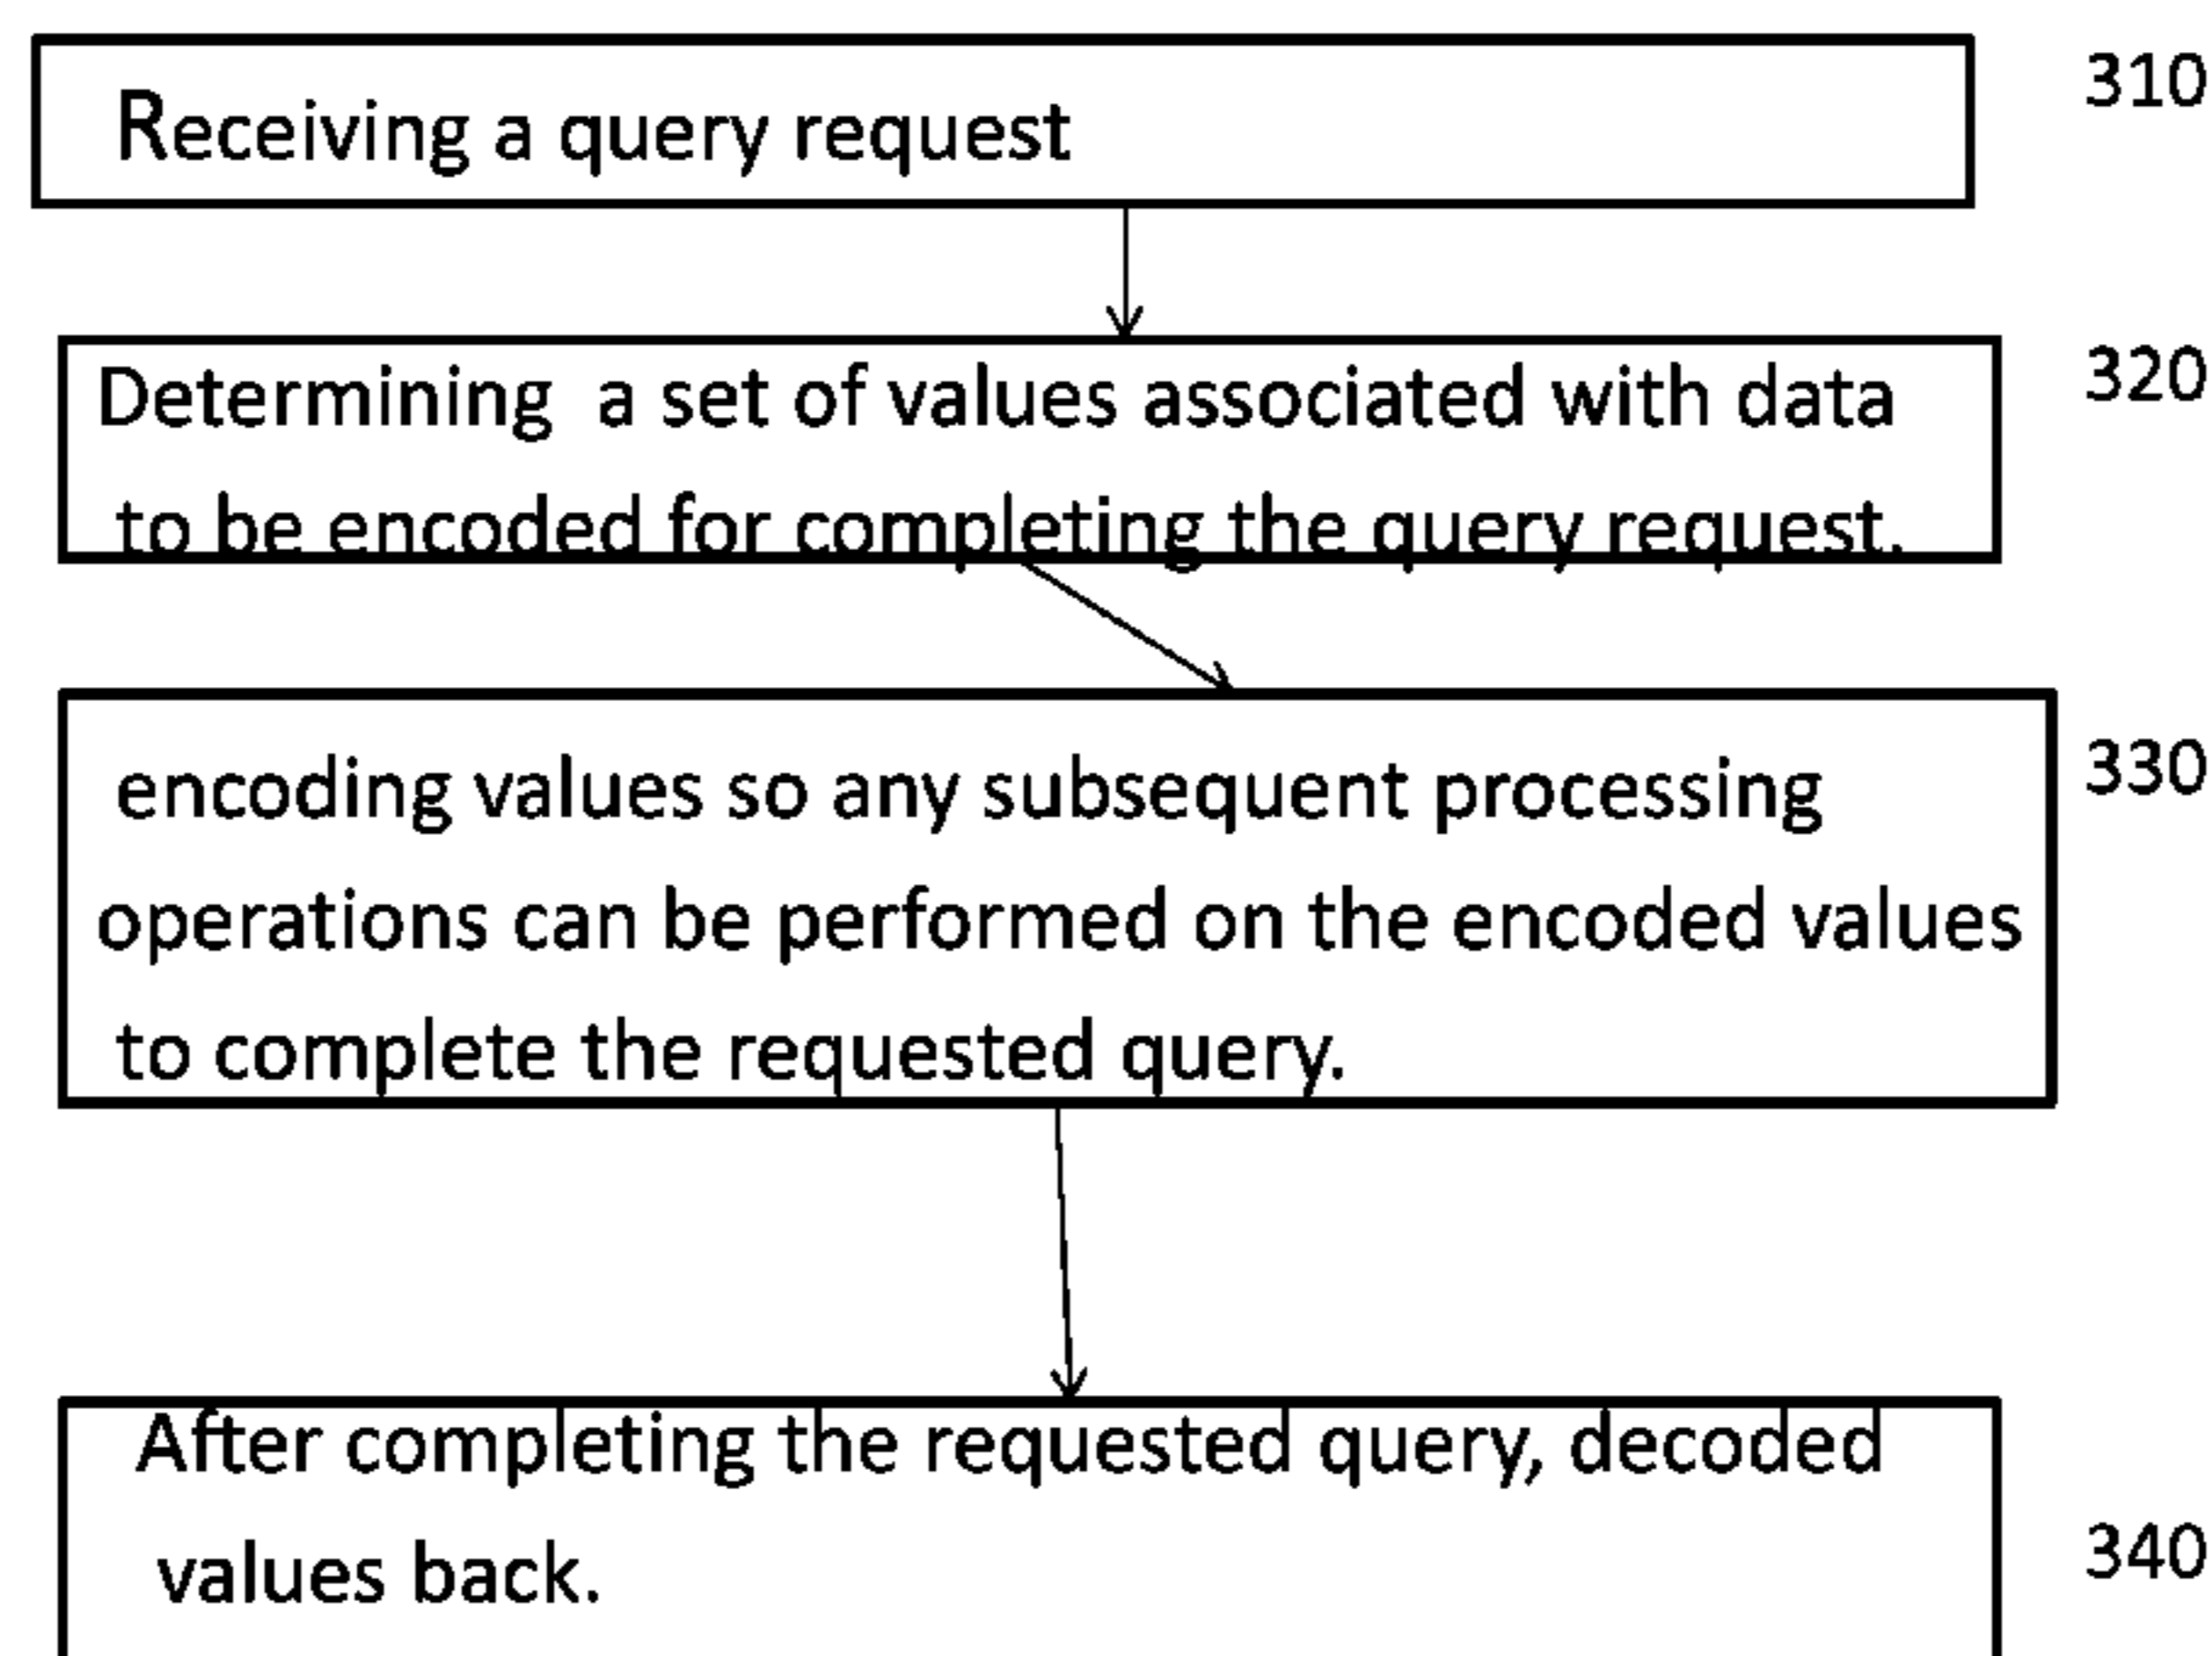 Receiving a query request
310
Determining a set of values associated with data
320
to be encoded for completing the query request.
encoding values so any subsequent processing
330
operations can be performed on the encoded values
to complete the requested query.
After completing the requested query, decoded
values back.
340